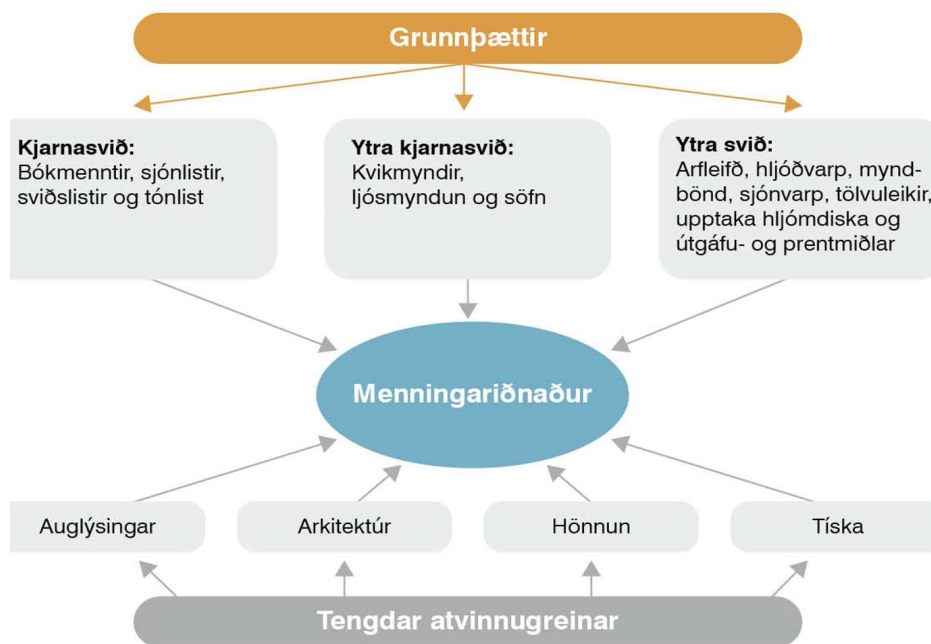 Grunnþættir
Kjarnasvið:
Bókmenntir, sjónlistir,
sviðslistir og tónlist
Ytra kjarnasvið:
Kvikmyndir,
ljósmyndun og söfn
Ytra svið:
Arfleifð, hljóðvarp, mynd-
bönd, sjónvarp, tölvuleikir,
upptaka hljómdiska og
útgáfu- og prentmiðlar
Menningariðnaður
Auglýsingar
Arkitektúr
Hönnun
Tíska
Tengdar atvinnugreinar